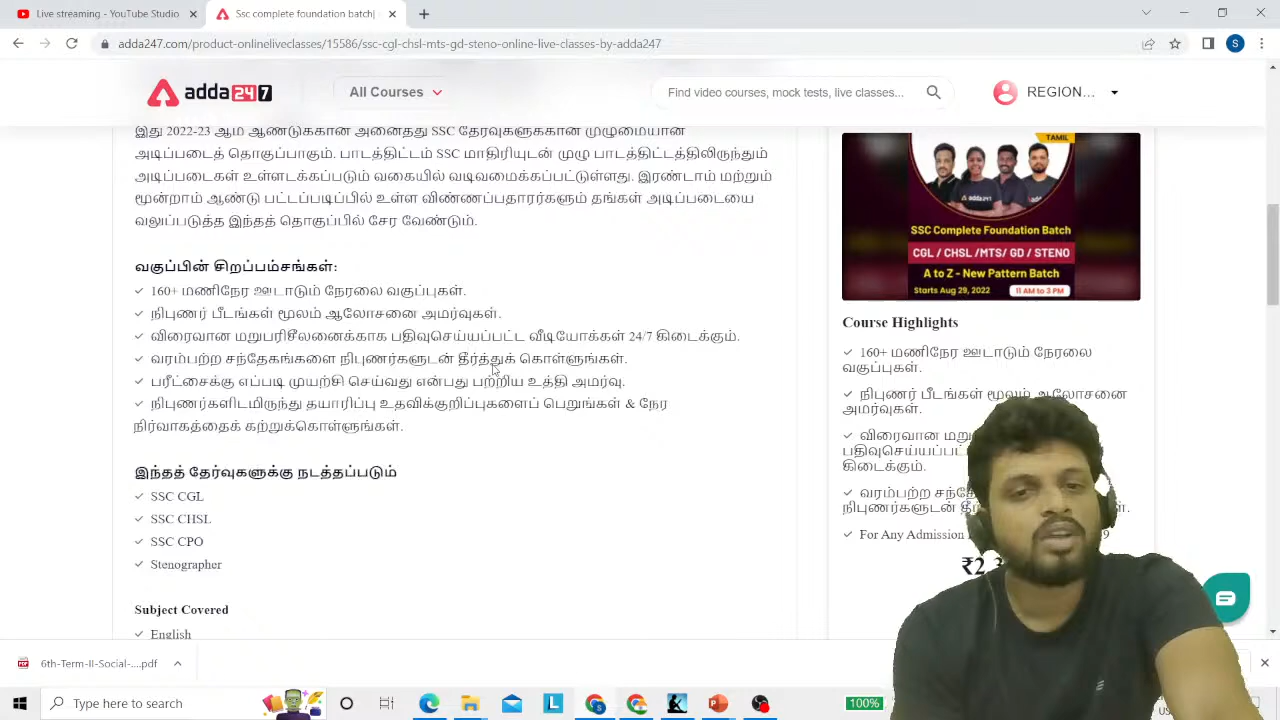 Live streaming - YouTube Studio
Ssc complete foundation batch|
adda247.com/product-onlineliveclasses/15586/ssc-cgl-chsl-mts-gd-steno-online-live-classes-by-adda247
adda247
All Courses
Find video courses, mock tests, live classes...
REGION...
இது 2022-23 ஆம் ஆண்டுக்கான அனைத்து SSC தேர்வுகளுக்கான முழுமையான
அடிப்படைத் தொகுப்பாகும். பாடத்திட்டம் SSC மாதிரியுடன் முழு பாடத்திட்டத்திலிருந்தும்
அடிப்படைகள் உள்ளடக்கப்படும் வகையில் வடிவமைக்கப்பட்டுள்ளது. இரண்டாம் மற்றும்
மூன்றாம் ஆண்டு பட்டப்படிப்பில் உள்ள விண்ணப்பதாரர்களும் தங்கள் அடிப்படையை
வலுப்படுத்த இந்தத் தொகுப்பில் சேர வேண்டும்.
வகுப்பின் சிறப்பம்சங்கள்:
✓ 160+ மணிநேர ஊடாடும் நேரலை வகுப்புகள்.
✓ நிபுணர் பீடங்கள் மூலம் ஆலோசனை அமர்வுகள்.
✓ விரைவான மறுபரிசீலனைக்காக பதிவுசெய்யப்பட்ட வீடியோக்கள் 24/7 கிடைக்கும்.
✓ வரம்பற்ற சந்தேகங்களை நிபுணர்களுடன் தீர்த்துக் கொள்ளுங்கள்.
✓ பரீட்சைக்கு எப்படி முயற்சி செய்வது என்பது பற்றிய உத்தி அமர்வு.
✓ நிபுணர்களிடமிருந்து தயாரிப்பு உதவிக்குறிப்புகளைப் பெறுங்கள் & நேர
நிர்வாகத்தைக் கற்றுக்கொள்ளுங்கள்.
இந்தத் தேர்வுகளுக்கு நடத்தப்படும்
✓ SSC CGL
✓ SSC CHSL
✓ SSC CPO
✓ Stenographer
Subject Covered
✓ English
TAMIL
adda247
SSC Complete Foundation Batch
CGL / CHSL /MTS/ GD / STENO
A to Z - New Pattern Batch
Starts Aug 29, 2022 11 AM to 3 PM
Course Highlights
✓ 160+ மணிநேர ஊடாடும் நேரலை
வகுப்புகள்.
✓ நிபுணர் பீடங்கள் மூலம் ஆலோசனை
அமர்வுகள்.
✓ விரைவான
கிடைக்கும்.
✓ வரம்பற்ற
நிபுணர்களுடன்
✓ For Any Admission
6th-Term-II-Social-....pdf
Type here to search
100%